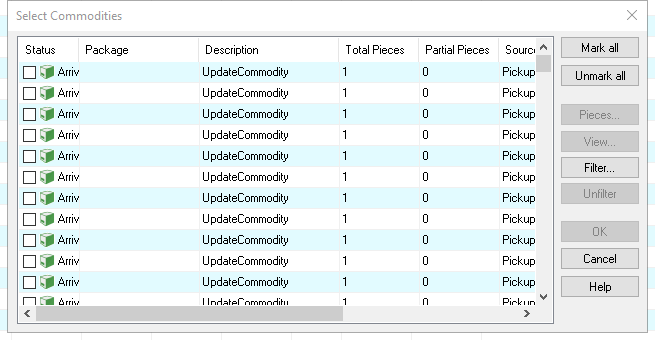 Select Commodities
Status Package Description Total Pieces Partial Pieces Source
Arriv UpdateCommodity 1 0 Pickup
Arriv UpdateCommodity 1 0 Pickup
Arriv UpdateCommodity 1 0 Pickup
Arriv UpdateCommodity 1 0 Pickup
Arriv UpdateCommodity 1 0 Pickup
Arriv UpdateCommodity 1 0 Pickup
Arriv UpdateCommodity 1 0 Pickup
Arriv UpdateCommodity 1 0 Pickup
Arriv UpdateCommodity 1 0 Pickup
Arriv UpdateCommodity 1 0 Pickup
Arriv UpdateCommodity 1 0 Pickup
Arriv UpdateCommodity 1 0 Pickup
Mark all
Unmark all
Pieces...
View...
Filter...
Unfilter
OK
Cancel
Help